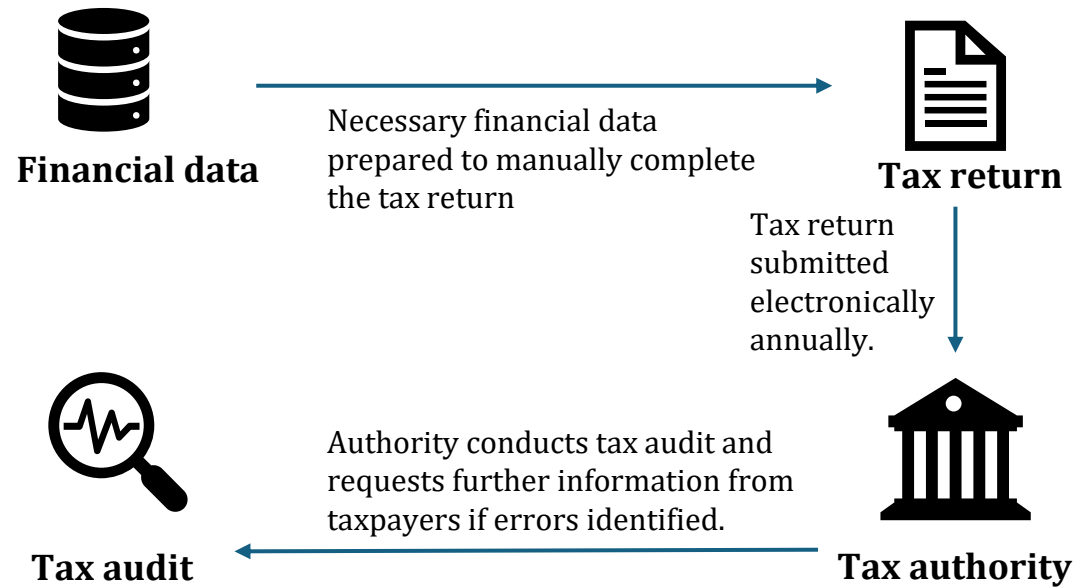 Financial data
Necessary financial data
prepared to manually complete
the tax return
Tax return
Tax return
submitted
electronically
annually.
Authority conducts tax audit and
requests further information from
taxpayers if errors identified.
Tax audit
Tax authority